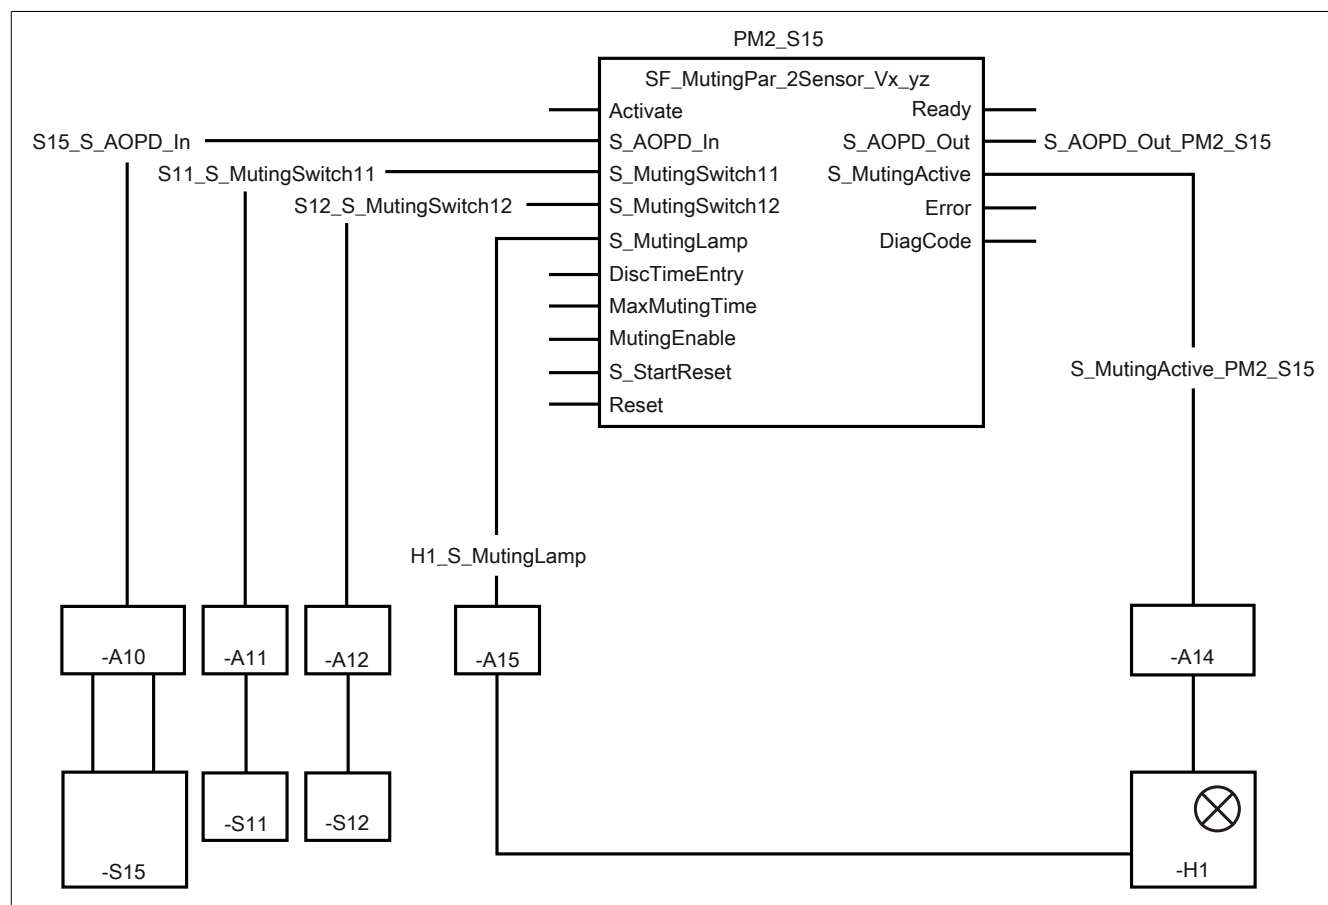 PM2_S15
SF_MutingPar_2Sensor_Vx_yz
Activate
Ready
S15_S_AOPD_In
S_AOPD_In
S_AOPD_Out
S_AOPD_Out_PM2_S15
S11_S_MutingSwitch11
S_MutingSwitch11
S_MutingActive
S12_S_MutingSwitch12
S_MutingSwitch12
Error
S_MutingLamp
DiagCode
DiscTimeEntry
MaxMutingTime
MutingEnable
S_StartReset
S_MutingActive_PM2_S15
Reset
H1_S_MutingLamp
-A10
-A11
-A12
-A15
-A14
-S15
-S11
-S12
-H1